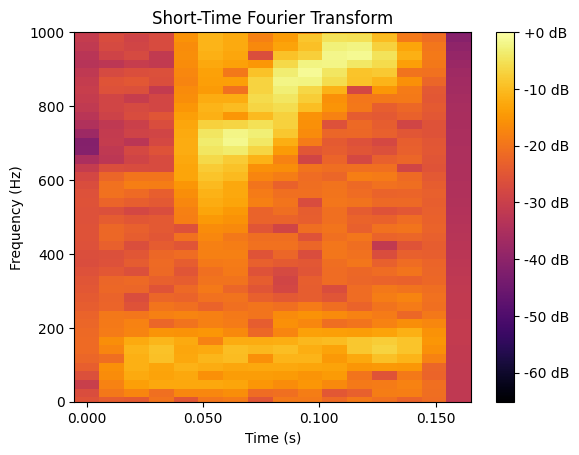 Short-Time Fourier Transform
1000
800
600
400
200
0
Frequency (Hz)
0.000
0.050
0.100
0.150
Time (s)
+0 dB
-10 dB
-20 dB
-30 dB
-40 dB
-50 dB
-60 dB